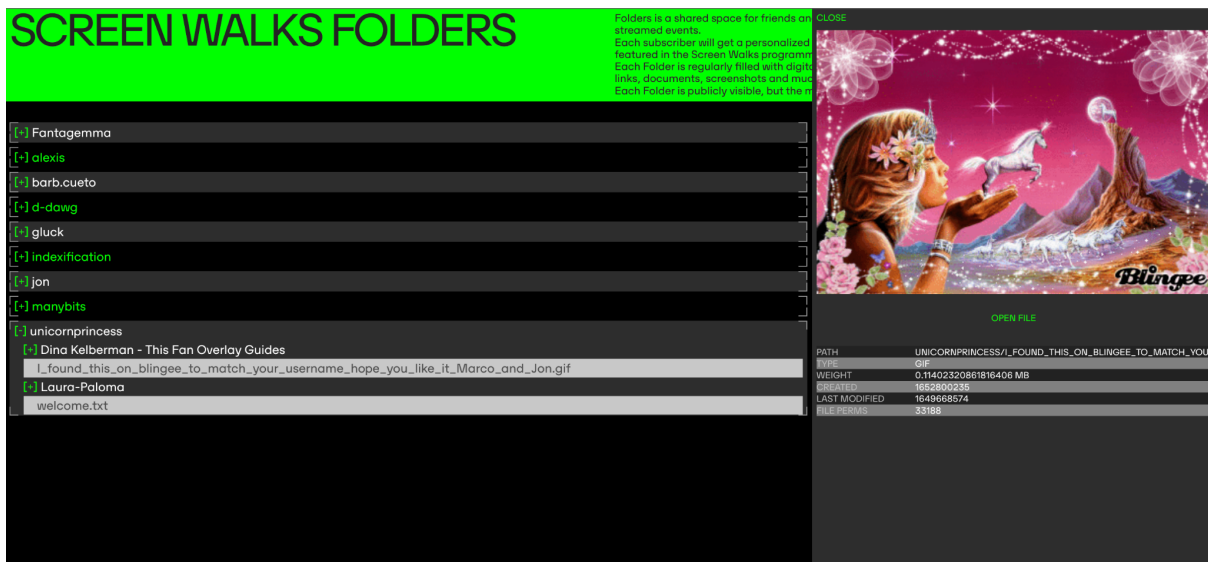 SCREEN WALKS FOLDERS
Folders is a shared space for friends an
streamed events.
Each subscriber will get a personalized
featured in the Screen Walks programm
Each Folder is regularly filled with digita
links, documents, screenshots and muc
Each Folder is publicly visible, but the m
[+] Fantagemma
[+] alexis
[+] barb.cueto
[+] d-dawg
[+] gluck
[+] indexification
[+] jon
[+] manybits
[-] unicornprincess
[+] Dina Kelberman - This Fan Overlay Guides
I_found_this_on_blingee_to_match_your_username_hope_you_like_it_Marco_and_Jon.gif
[+] Laura-Paloma
welcome.txt
CLOSE
Blingee
OPEN FILE
PATH UNICORNPRINCESS/I_FOUND_THIS_ON_BLINGEE_TO_MATCH_YOU
TYPE GIF
WEIGHT 0.11402320861816406 MB
CREATED 1652800235
LAST MODIFIED 1649668574
FILE PERMS 33188